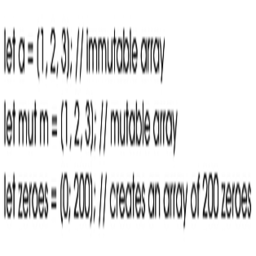 let a = (1, 2, 3); // immutable array
let mut m = (1, 2, 3); // mutable array
let zeroes = (0; 200); // creates an array of 200 zeroes